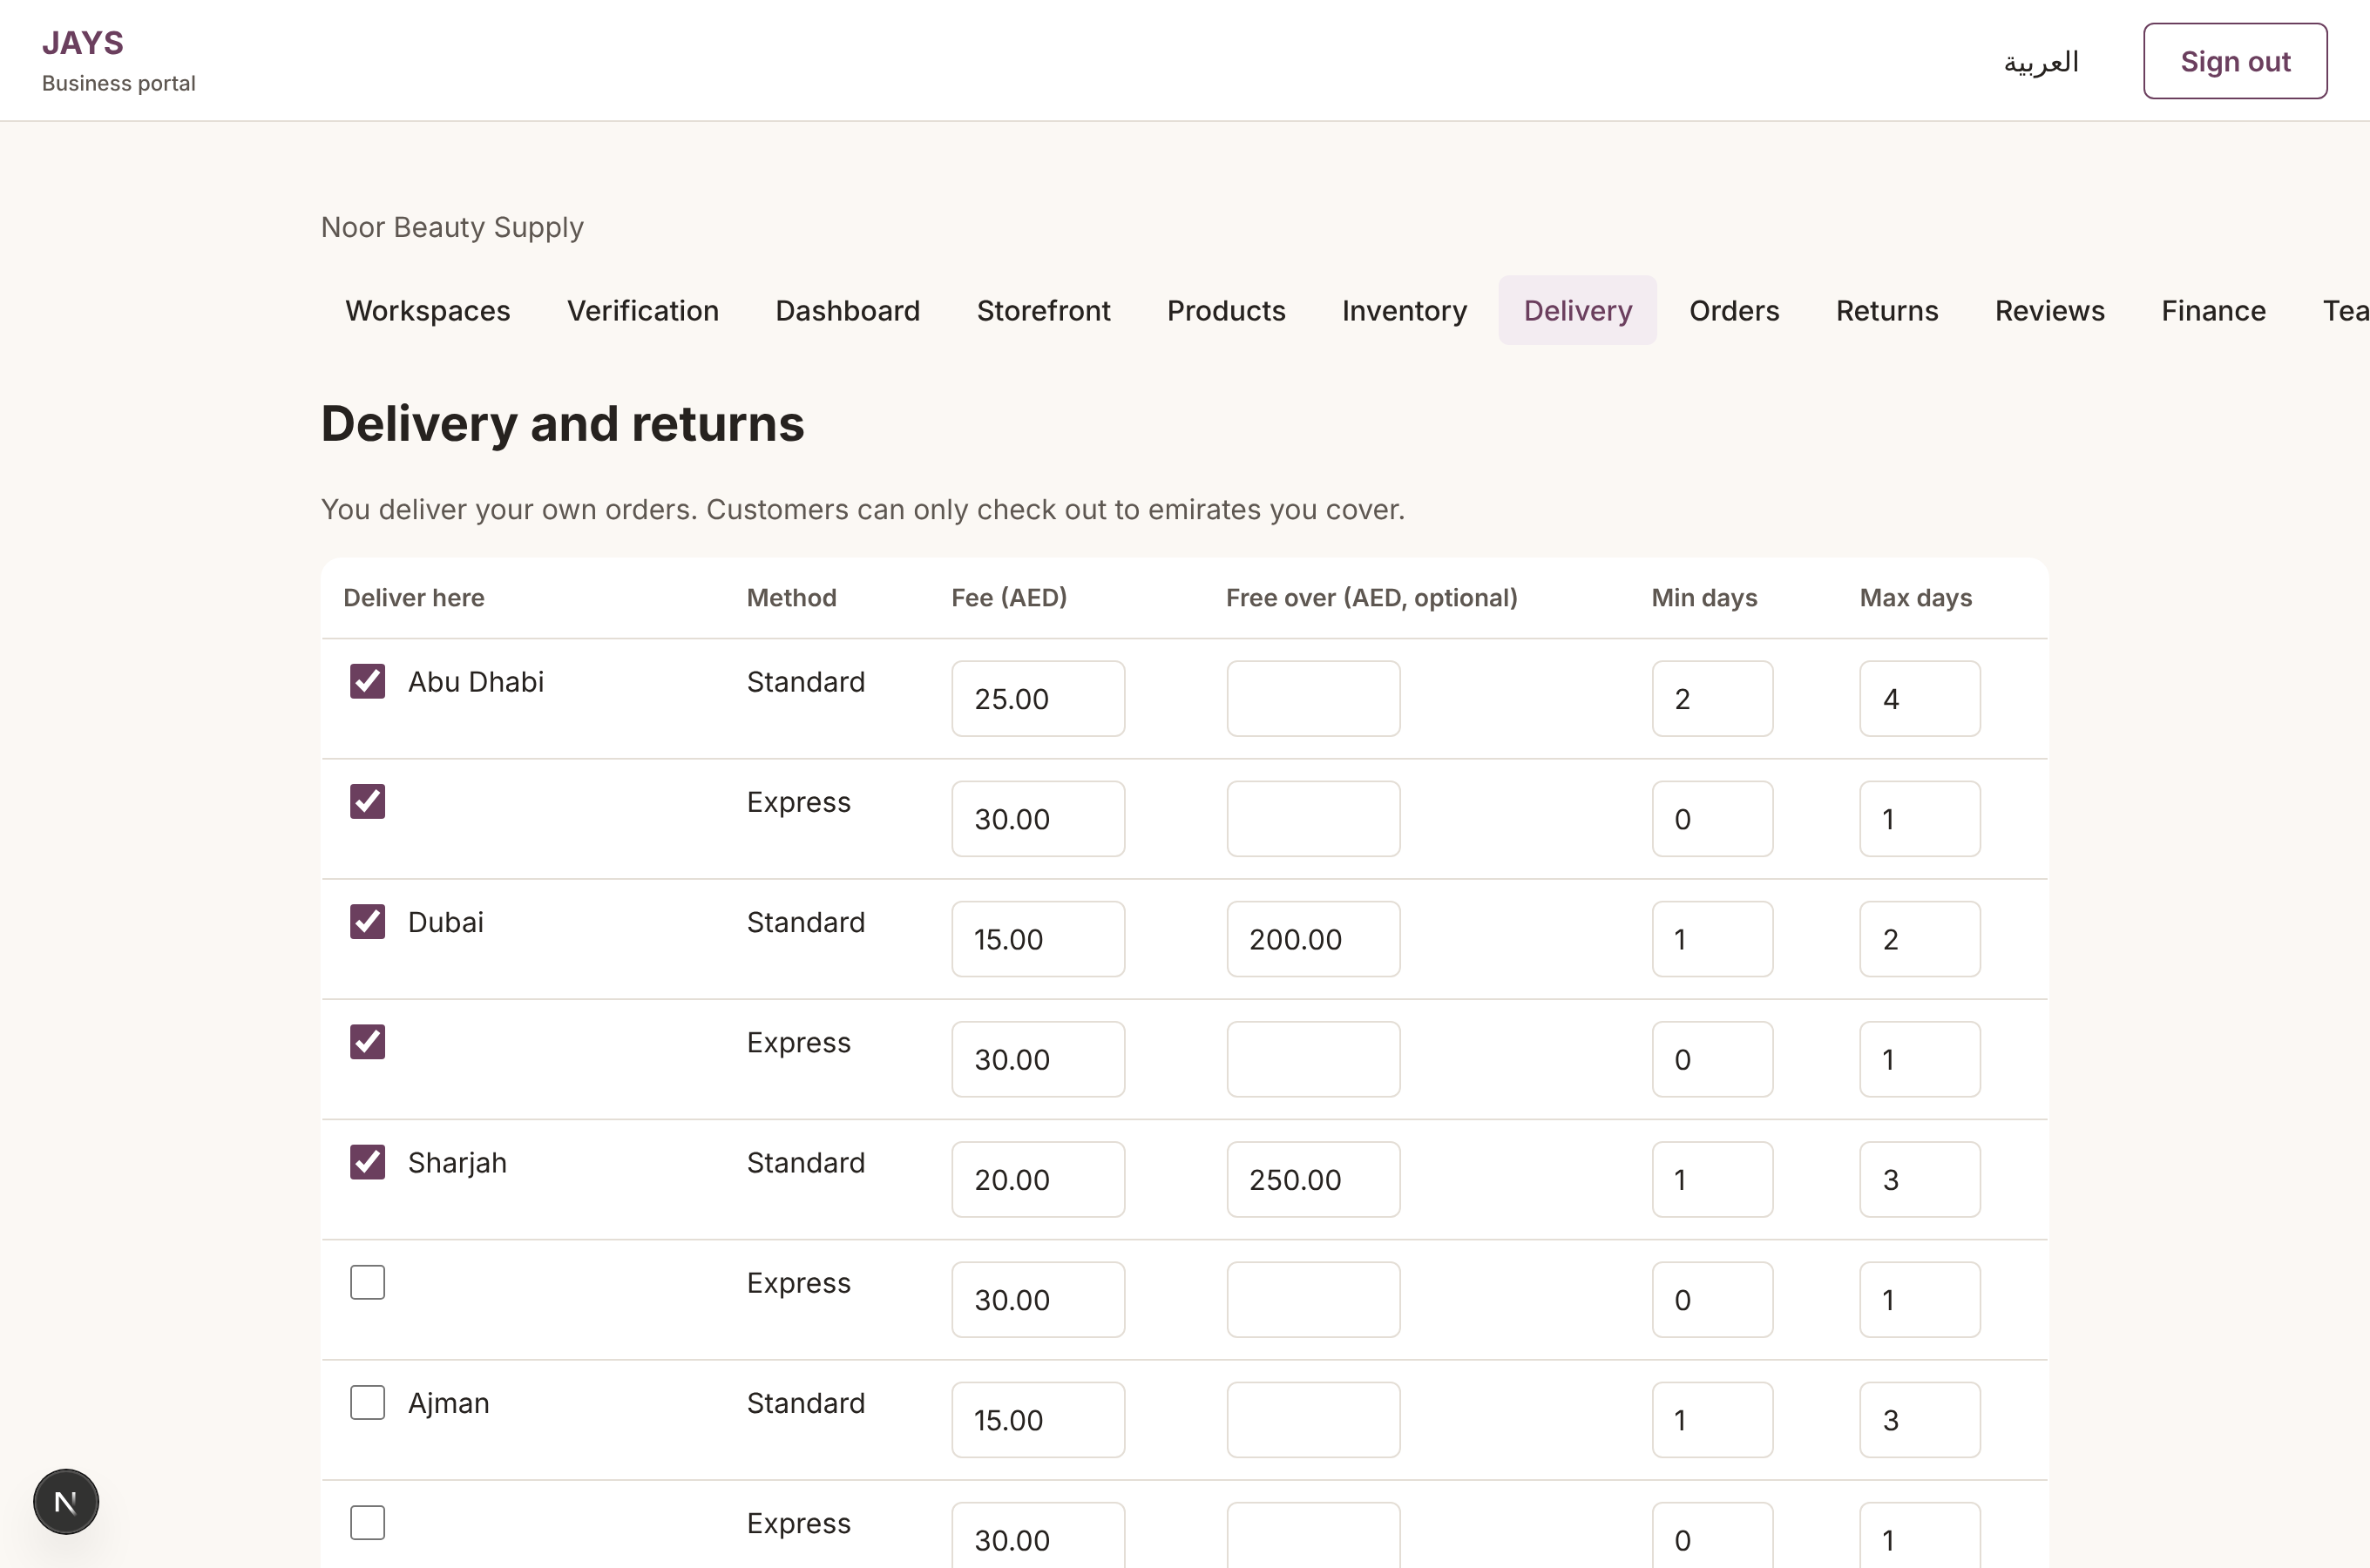 JAYS
Business portal
العربية
Sign out
Noor Beauty Supply
Workspaces Verification Dashboard Storefront Products Inventory Delivery Orders Returns Reviews Finance Tea
Delivery and returns
You deliver your own orders. Customers can only check out to emirates you cover.
Deliver here Method Fee (AED) Free over (AED, optional) Min days Max days
Abu Dhabi Standard 25.00 2 4
Express 30.00 0 1
Dubai Standard 15.00 200.00 1 2
Express 30.00 0 1
Sharjah Standard 20.00 250.00 1 3
Express 30.00 0 1
Ajman Standard 15.00 1 3
Express 30.00 0 1
N